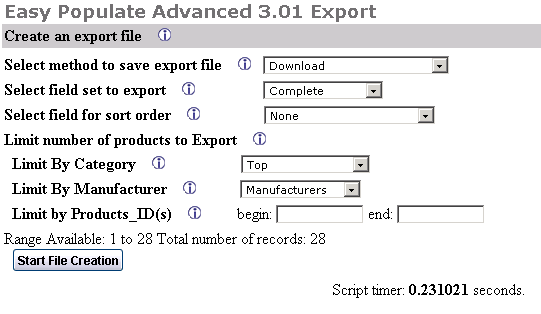 Easy Populate Advanced 3.01 Export
Create an export file
Select method to save export file Download
Select field set to export Complete
Select field for sort order None
Limit number of products to Export
Limit By Category Top
Limit By Manufacturer Manufacturers
Limit by Products_ID(s) begin: end:
Range Available: 1 to 28 Total number of records: 28
Start File Creation
Script timer: 0.231021 seconds.